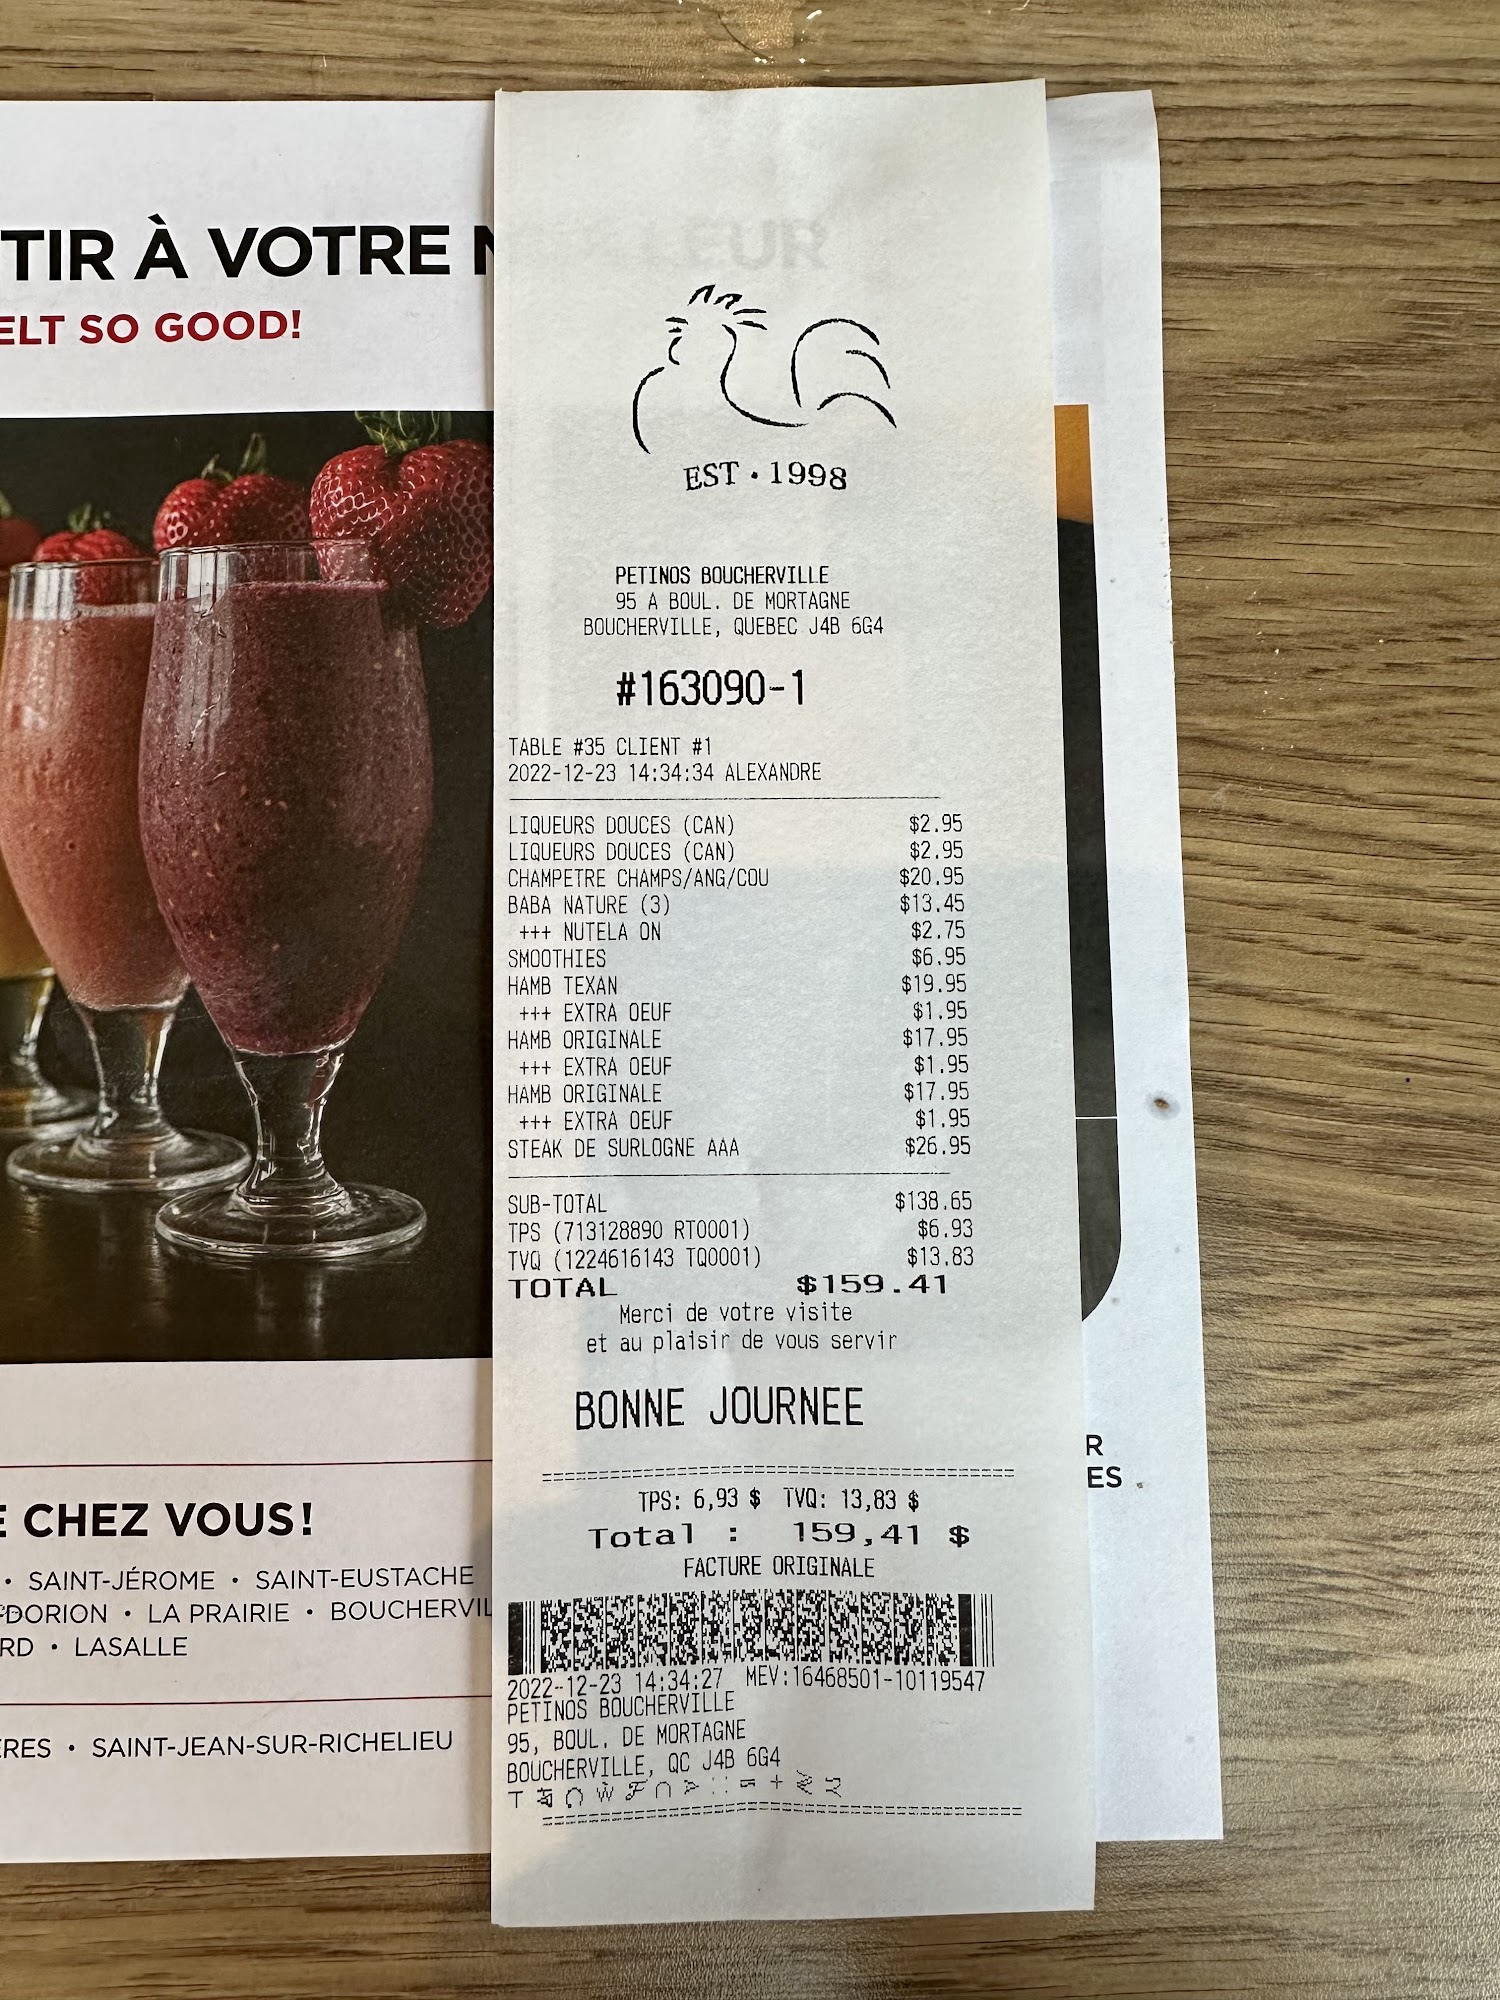 TIR À VOTRE
ELT SO GOOD!
E CHEZ VOUS!
• SAINT-JÉROME • SAINT-EUSTACHE
DORION • LA PRAIRIE • BOUCHERVIL
RD • LASALLE
ÈRES • SAINT-JEAN-SUR-RICHELIEU
EST • 1998
PETINOS BOUCHERVILLE
95 A BOUL. DE MORTAGNE
BOUCHERVILLE, QUEBEC J4B 6G4
#163090-1
TABLE #35 CLIENT #1
2022-12-23 14:34:34 ALEXANDRE
LIQUEURS DOUCES (CAN) $2.95
LIQUEURS DOUCES (CAN) $2.95
CHAMPETRE CHAMPS/ANG/COU $20.95
BABA NATURE (3) $13.45
+++ NUTELA ON $2.75
SMOOTHIES $6.95
HAMB TEXAN $19.95
+++ EXTRA OEUF $1.95
HAMB ORIGINALE $17.95
+++ EXTRA OEUF $1.95
HAMB ORIGINALE $17.95
+++ EXTRA OEUF $1.95
STEAK DE SURLOGNE AAA $26.95
SUB-TOTAL $138.65
TPS (713128890 RT0001) $6.93
TVQ (1224616143 TQ0001) $13.83
TOTAL $159.41
Merci de votre visite
et au plaisir de vous servir
BONNE JOURNEE
TPS: 6,93 $ TVQ: 13,83 $
Total : 159,41 $
FACTURE ORIGINALE
2022-12-23 14:34:27 MEV:16468501-10119547
PETINOS BOUCHERVILLE
95, BOUL. DE MORTAGNE
BOUCHERVILLE, QC J4B 6G4
R
ES